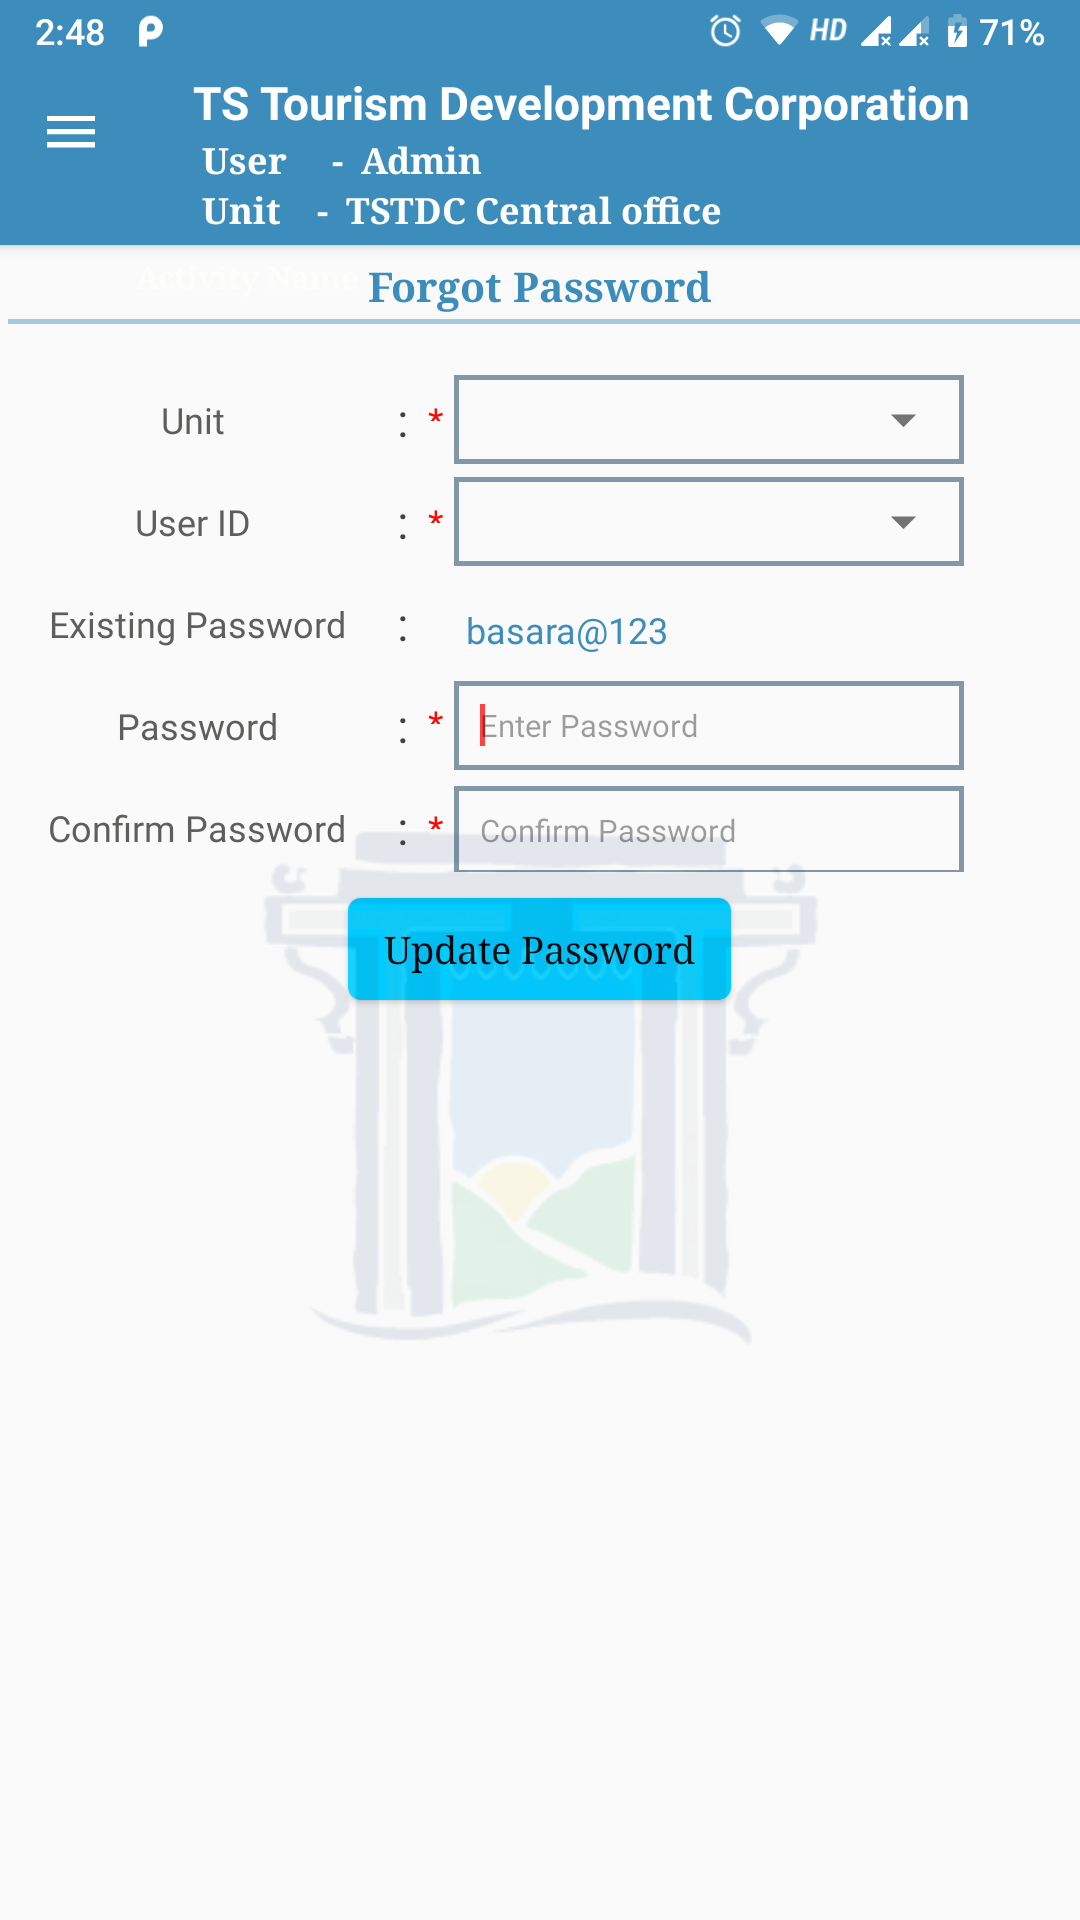 2:48 HD 71%
TS Tourism Development Corporation
User - Admin
Unit - TSTDC Central office
Activity Name
Forgot Password
Unit : *
User ID : *
Existing Password : basara@123
Password : * Enter Password
Confirm Password : * Confirm Password
Update Password